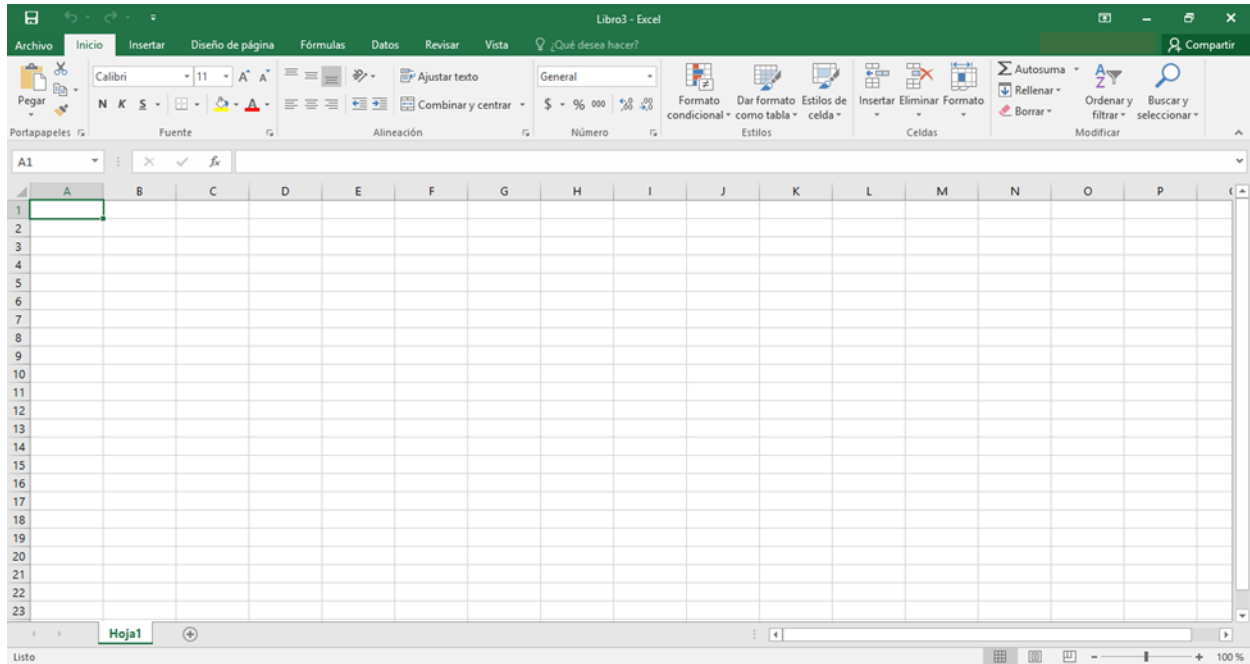 Libro3 - Excel
Archivo Inicio Insertar Diseño de página Fórmulas Datos Revisar Vista ¿Qué desea hacer? Compartir
Pegar
Portapapeles
Calibri 11 A A
N K S A
Fuente
Ajustar texto
Combinar y centrar
Alineación
General
$ % 000
Número
Formato condicional
Dar formato como tabla
Estilos de celda
Estilos
Insertar Eliminar Formato
Celdas
Autosuma
Rellenar
Borrar
Ordenar y filtrar
Buscar y seleccionar
Modificar
A1 fx
A B C D E F G H I J K L M N O P
1
2
3
4
5
6
7
8
9
10
11
12
13
14
15
16
17
18
19
20
21
22
23
Hoja1
Listo 100 %